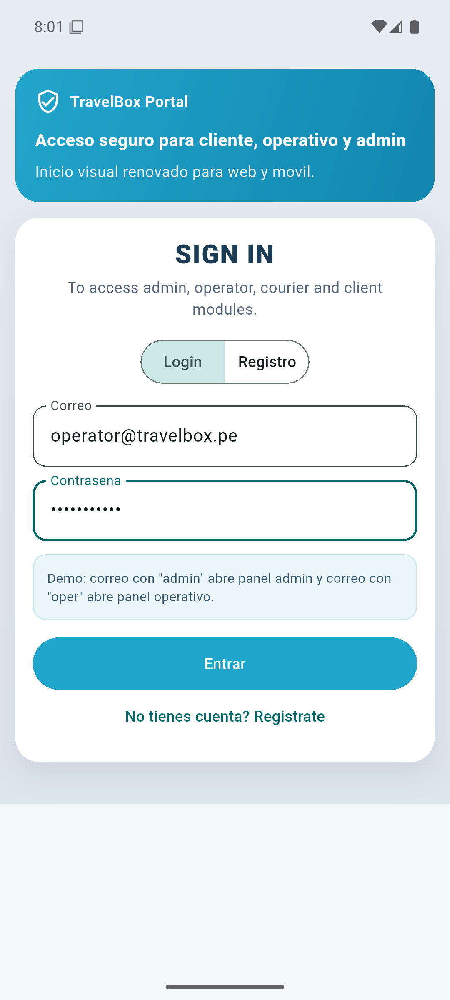 8:01
TravelBox Portal
Acceso seguro para cliente, operativo y admin
Inicio visual renovado para web y movil.
SIGN IN
To access admin, operator, courier and client
modules.
Login
Registro
Correo
operator@travelbox.pe
Contrasena
•••••••••••
Demo: correo con "admin" abre panel admin y correo con
"oper" abre panel operativo.
Entrar
No tienes cuenta? Registrate